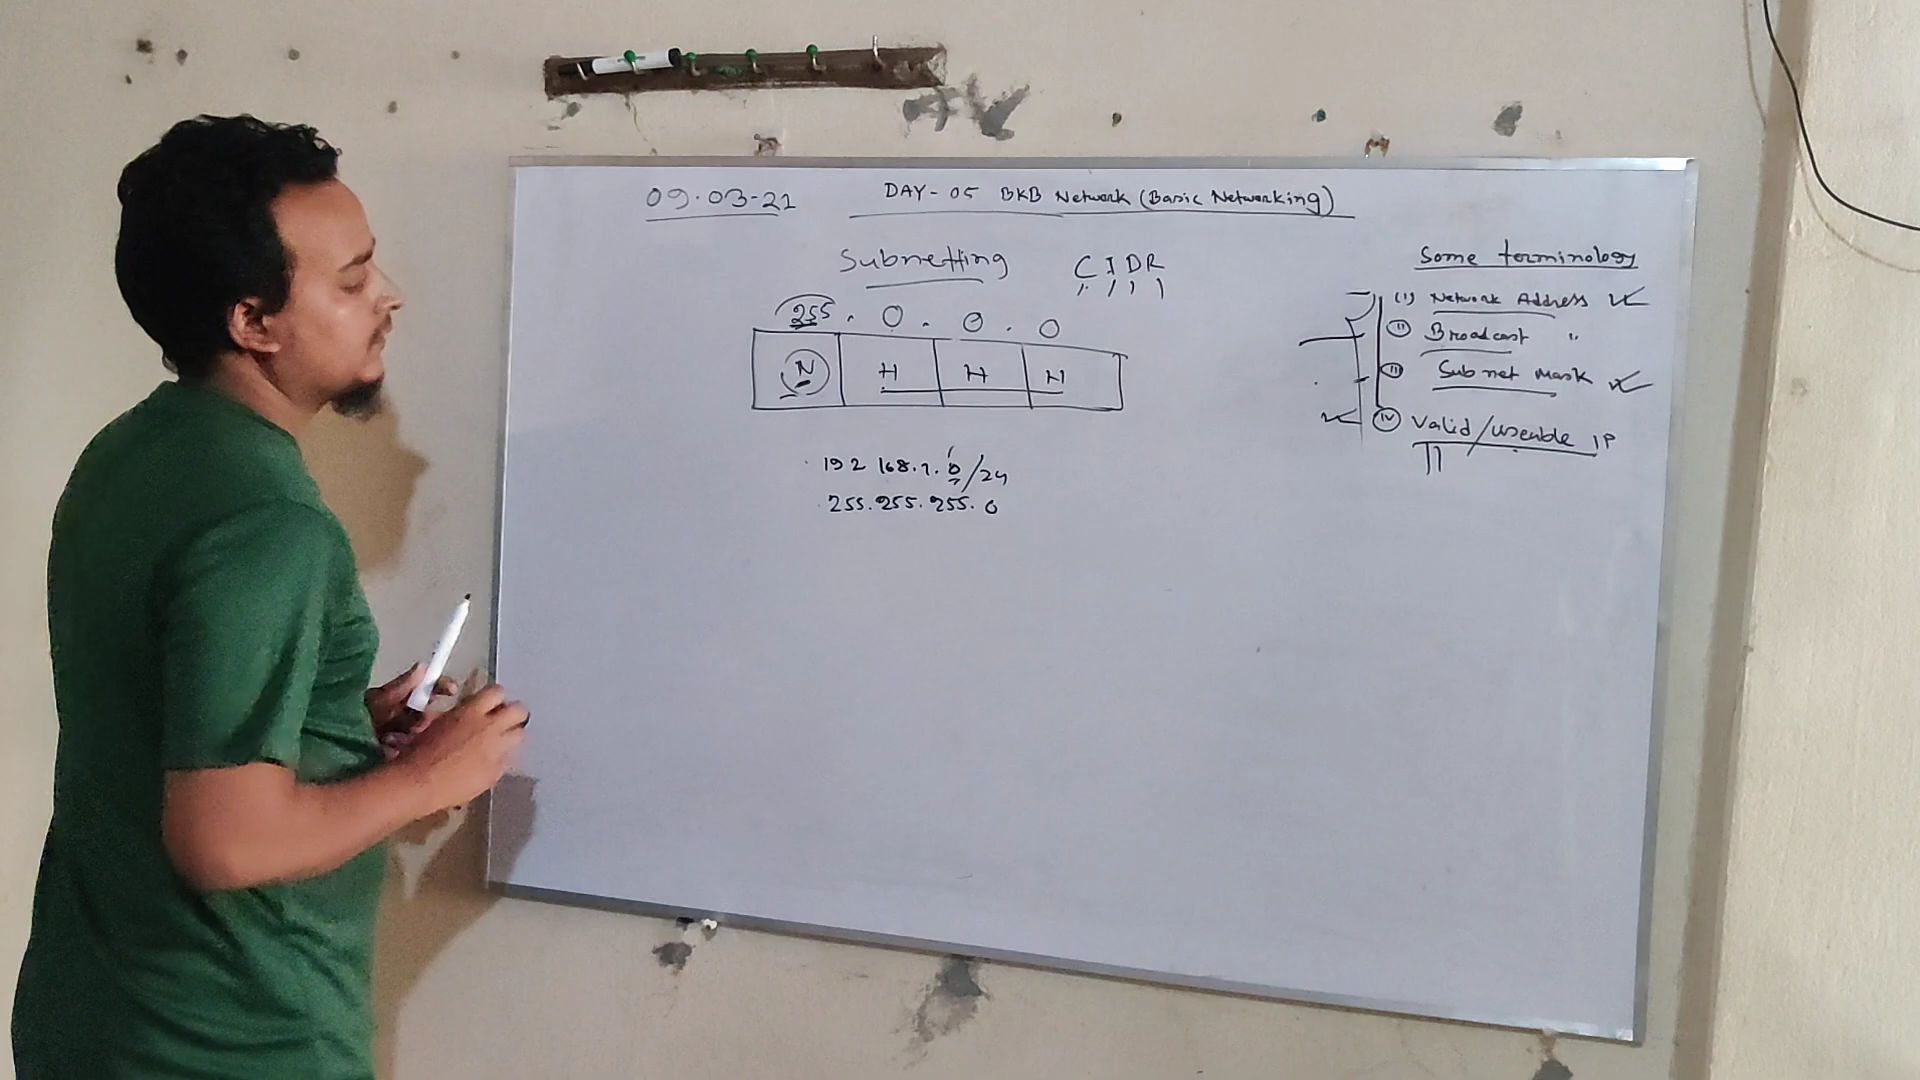 09.03-21
DAY-05 BKB Network (Basic Networking)
Subnetting CIDR
255.0.0.0
N H H H
192 168.1.0/24
255.255.255.0
Some terminology
(i) Network Address
(ii) Broadcast "
(iii) Subnet Mask
(iv) Valid/useable IP